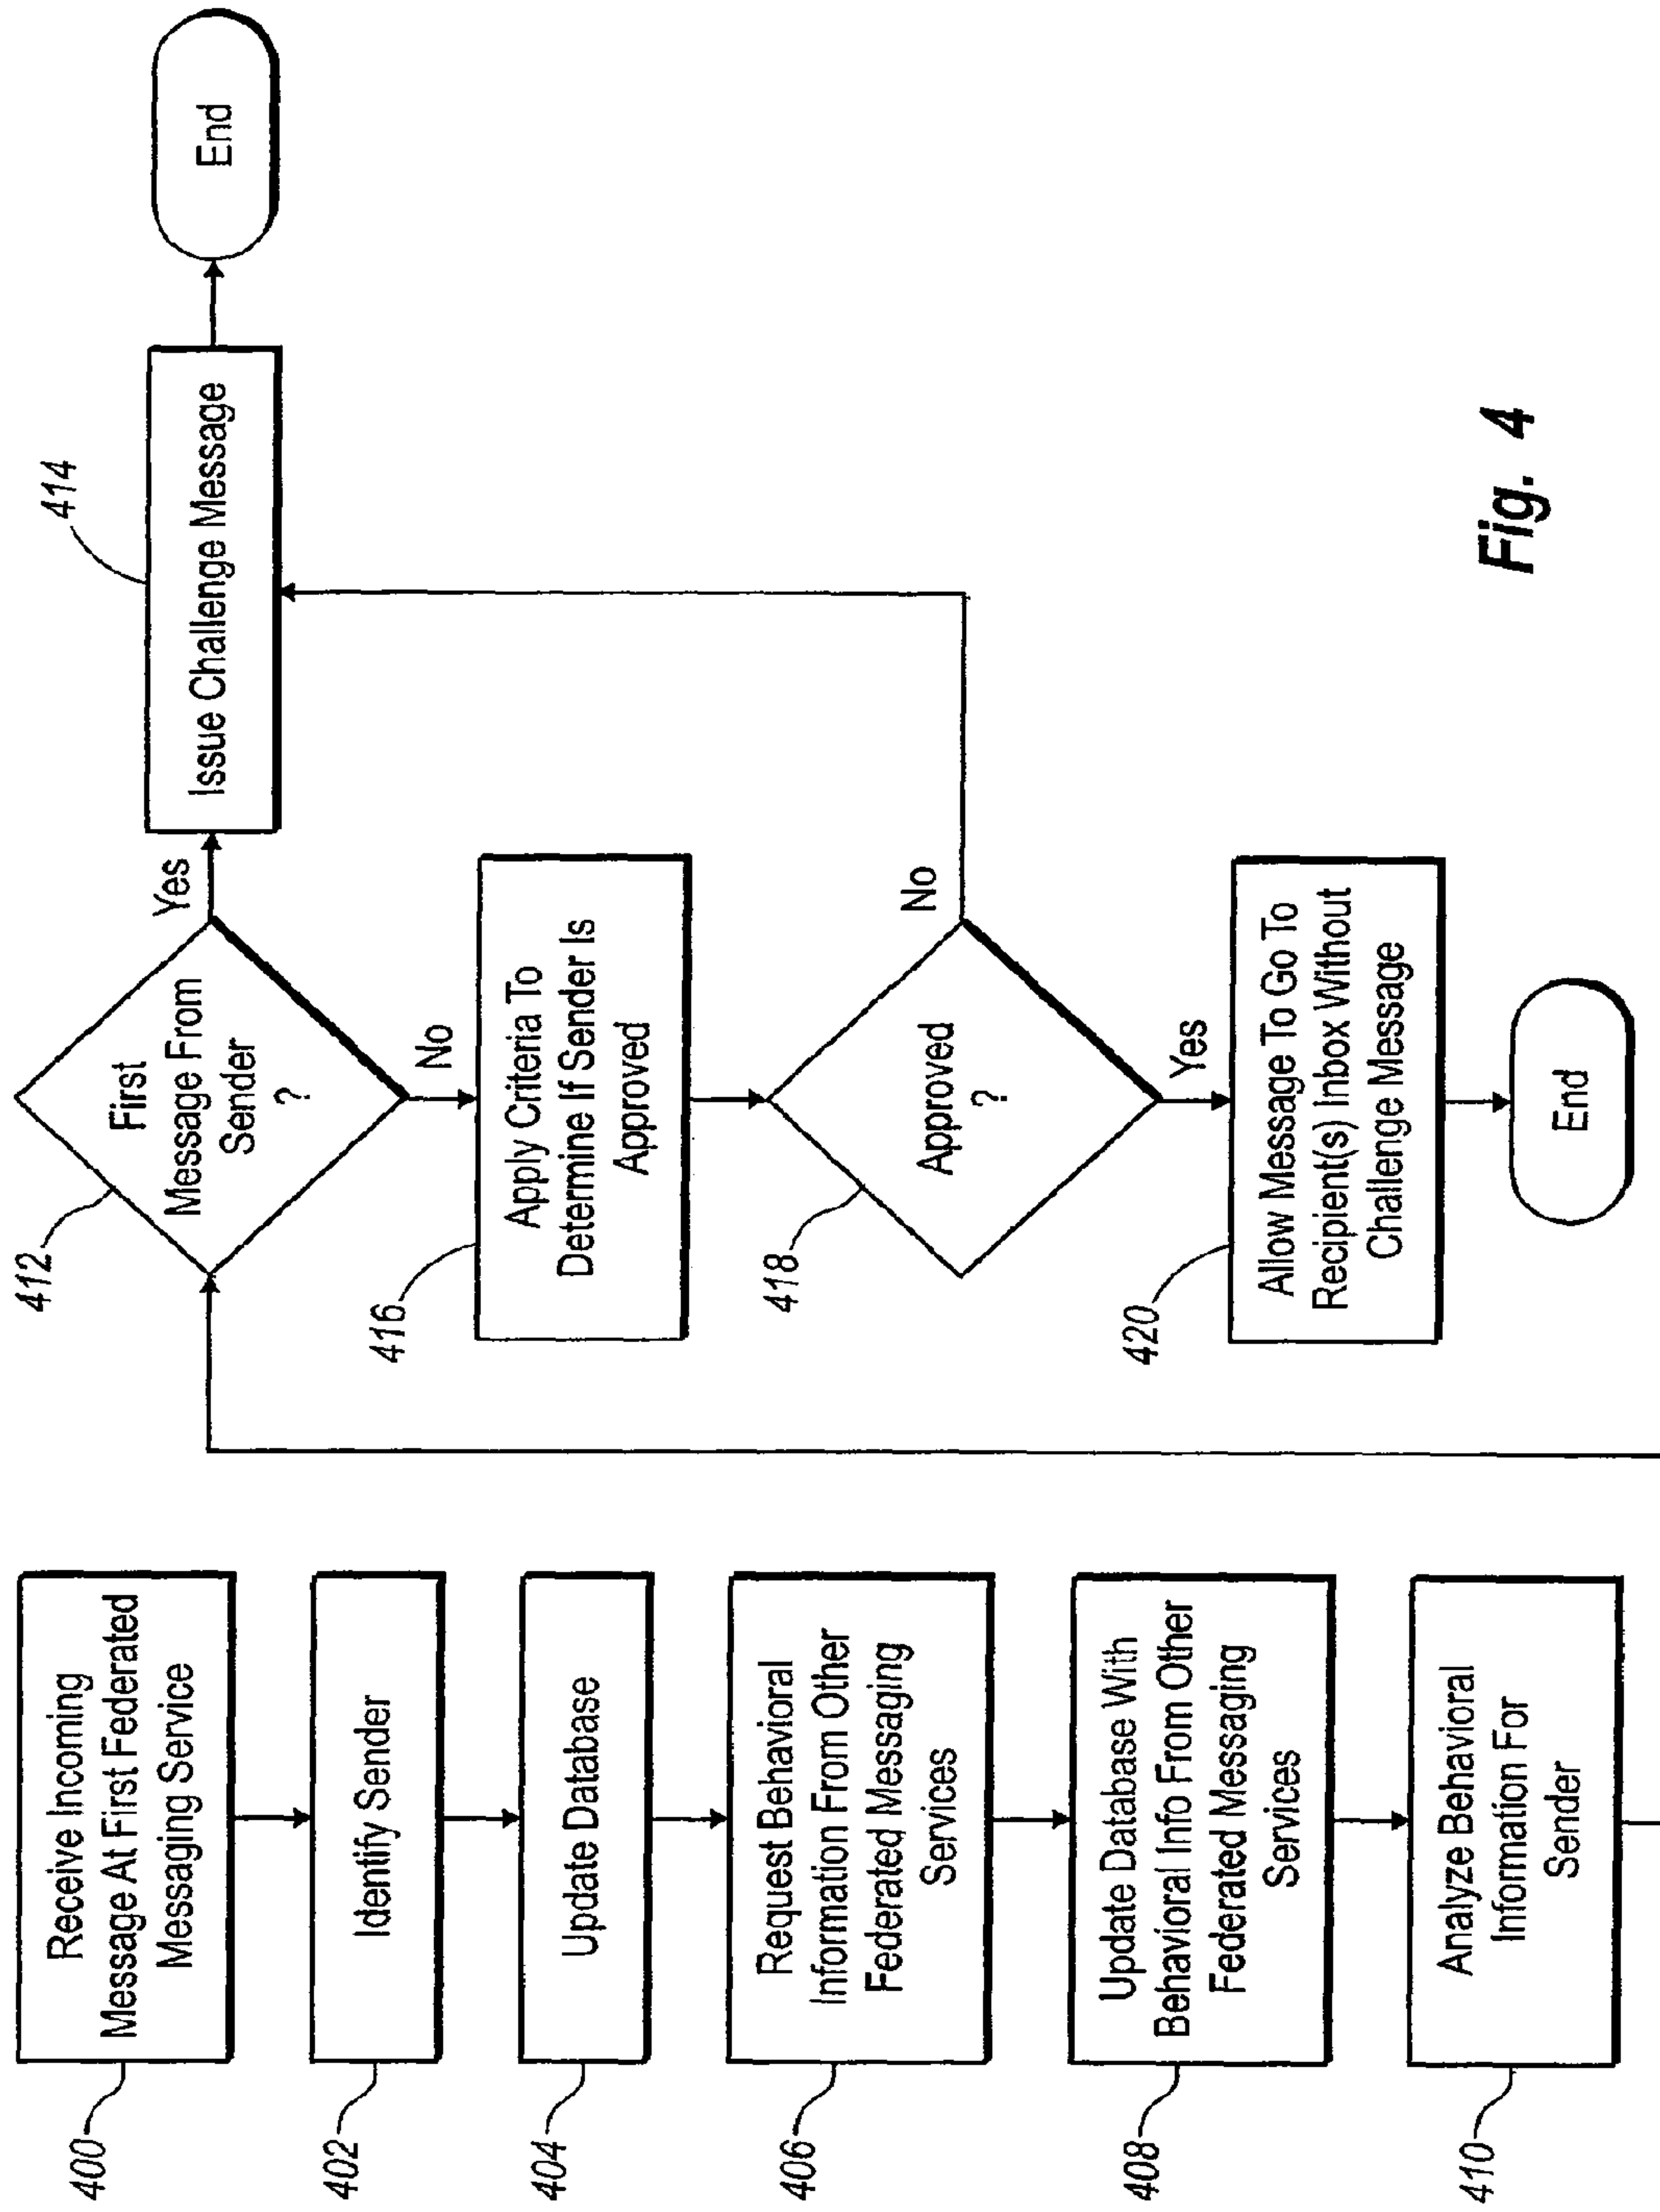 400
Receive Incoming
Message At First Federated
Messaging Service
402
Identify Sender
404
Update Database
406
Request Behavioral
Information From Other
Federated Messaging
Services
408
Update Database With
Behavioral Info From Other
Federated Messaging
Services
410
Analyze Behavioral
Information For
Sender
412
First
Message From
Sender
?
Yes
No
414
Issue Challenge Message
End
416
Apply Criteria To
Determine If Sender Is
Approved
418
Approved
?
No
Yes
420
Allow Message To Go To
Recipient(s) Inbox Without
Challenge Message
End
Fig. 4